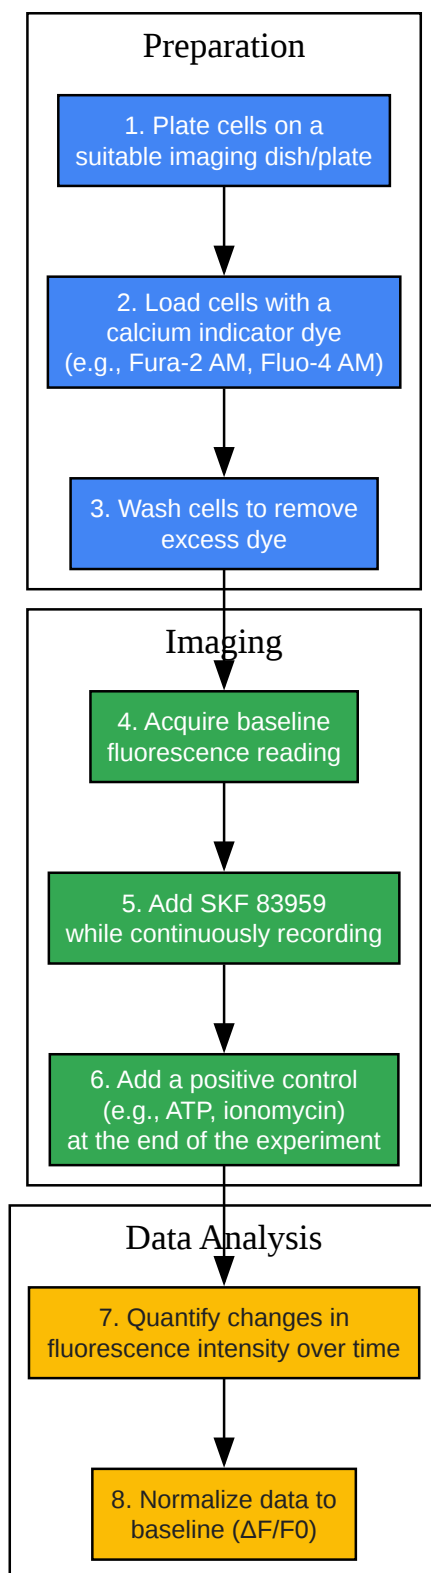 Preparation
1. Plate cells on a
suitable imaging dish/plate
2. Load cells with a
calcium indicator dye
(e.g., Fura-2 AM, Fluo-4 AM)
3. Wash cells to remove
excess dye
Imaging
4. Acquire baseline
fluorescence reading
5. Add SKF 83959
while continuously recording
6. Add a positive control
(e.g., ATP, ionomycin)
at the end of the experiment
Data Analysis
7. Quantify changes in
fluorescence intensity over time
8. Normalize data to
baseline (ΔF/F0)